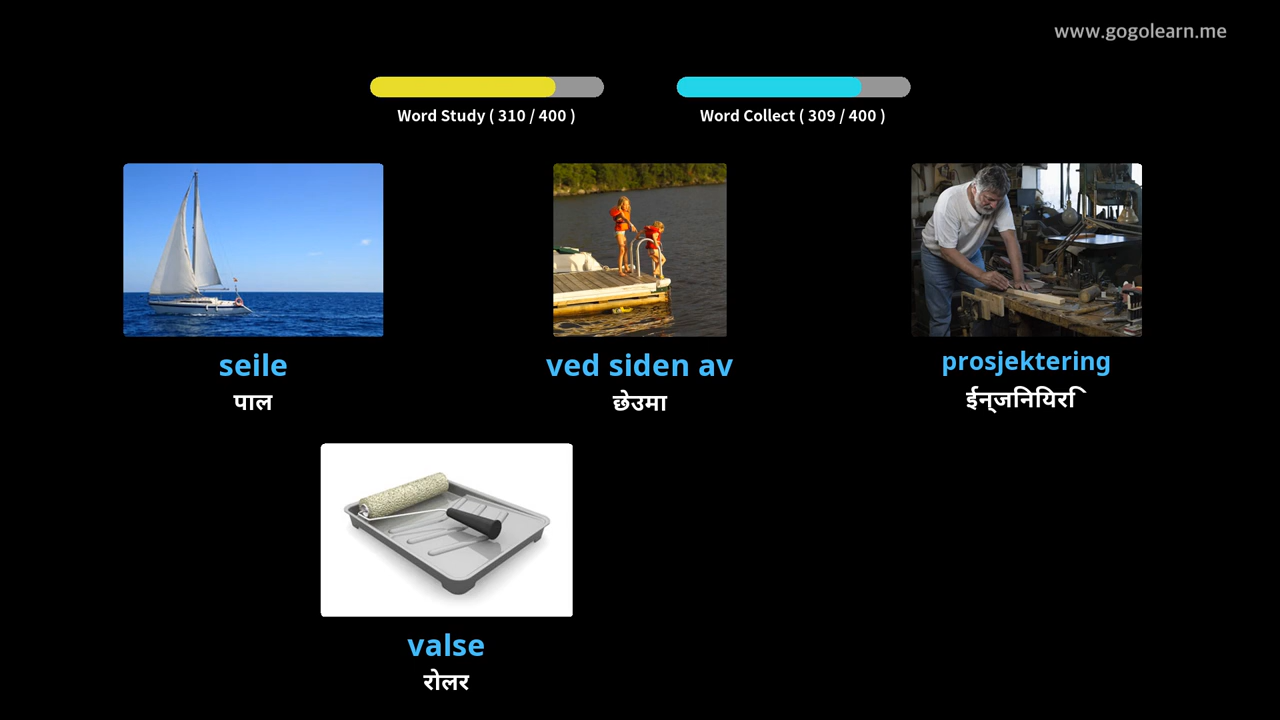 www.gogolearn.me
Word Study ( 310 / 400 )
Word Collect ( 309 / 400 )
seile
पाल
ved siden av
छेउमा
prosjektering
ईन्जनियिरिं
valse
रोलर